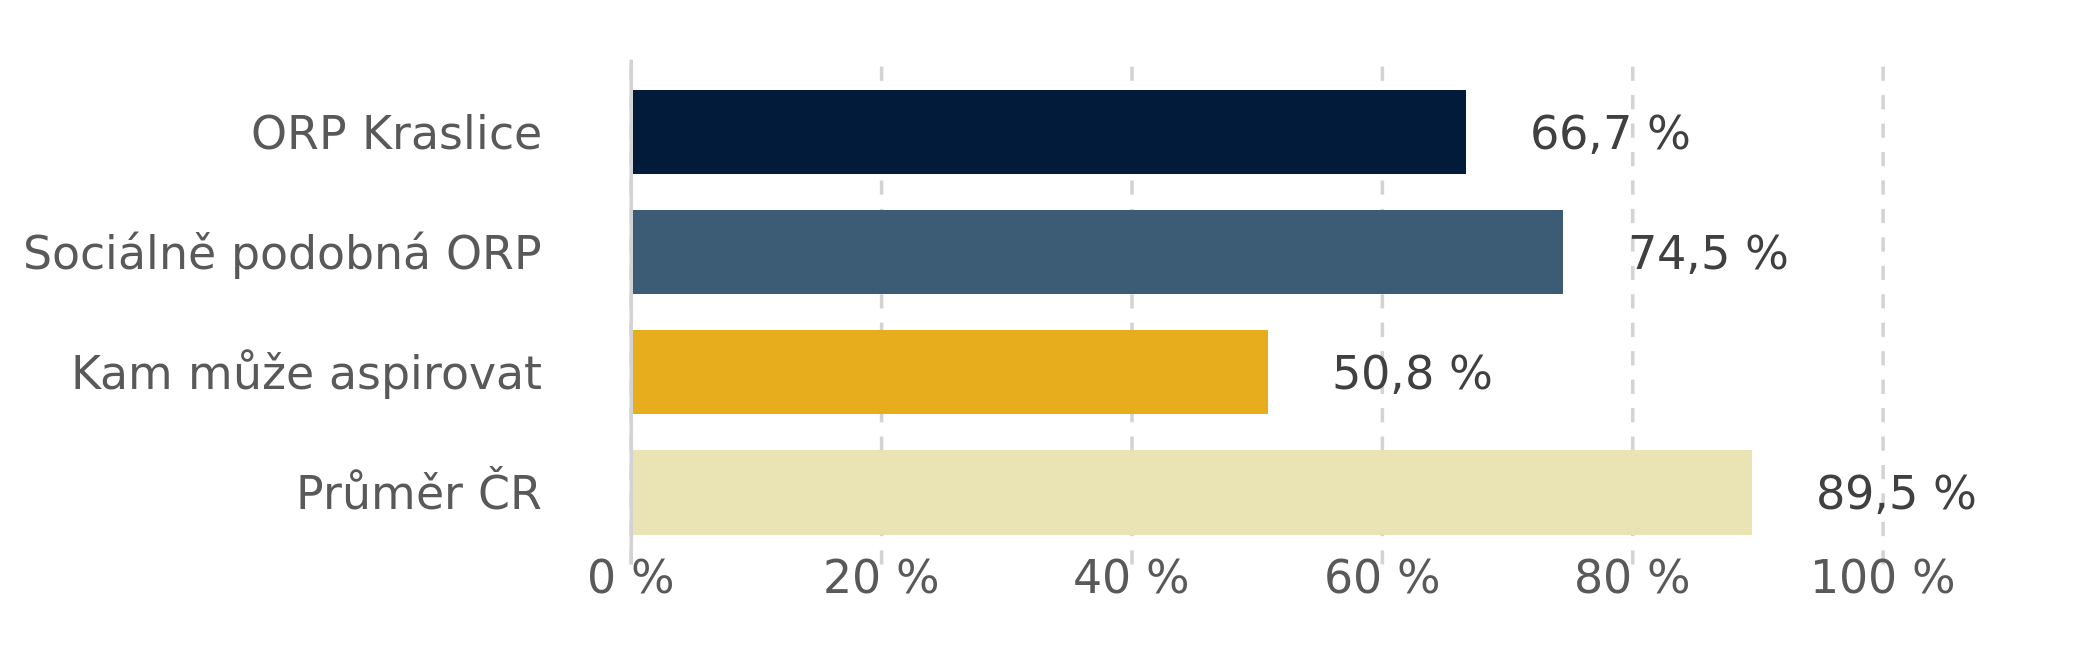 ORP Kraslice 66,7 %
Sociálně podobná ORP 74,5 %
Kam může aspirovat 50,8 %
Průměr ČR 89,5 %
0 % 20 % 40 % 60 % 80 % 100 %